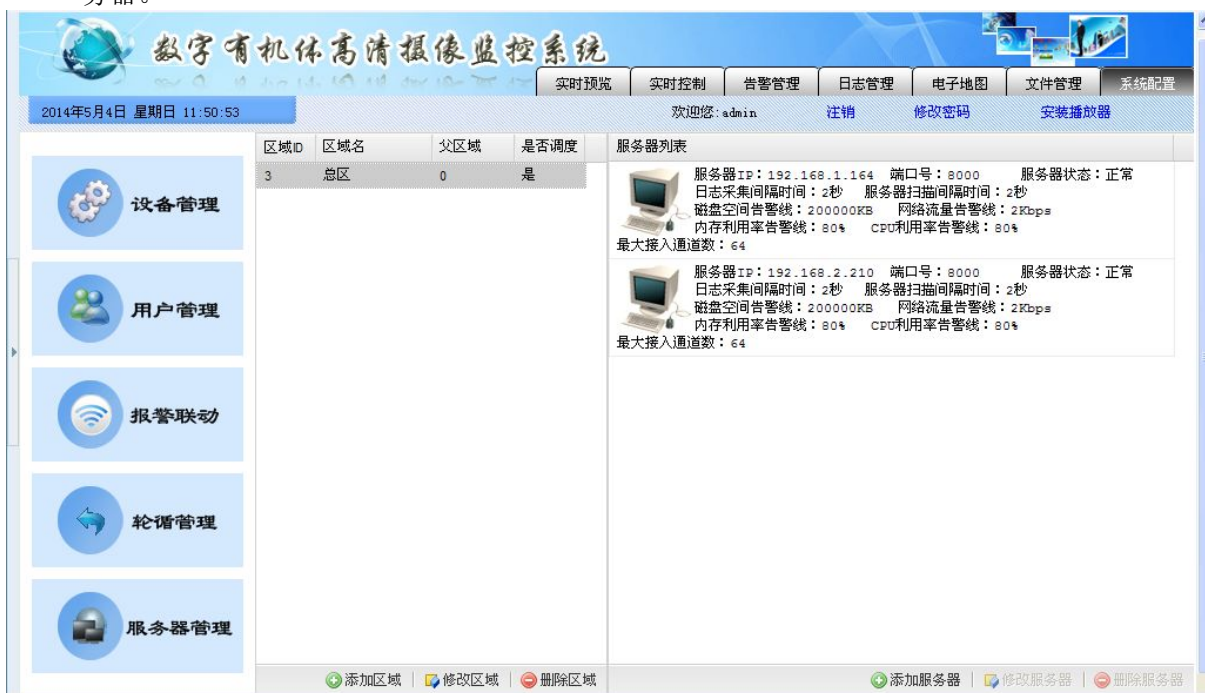 务器。
数字有机体高清摄像监控系统
实时预览 实时控制 告警管理 日志管理 电子地图 文件管理 系统配置
2014年5月4日 星期日 11:50:53 欢迎您:admin 注销 修改密码 安装播放器
区域ID 区域名 父区域 是否调度 服务器列表
3 总区 0 是
服务器IP：192.168.1.164 端口号：8000 服务器状态：正常
日志采集间隔时间：2秒 服务器扫描间隔时间：2秒
磁盘空间告警线：200000KB 网络流量告警线：2Kbps
内存利用率告警线：80% CPU利用率告警线：80%
最大接入通道数：64
服务器IP：192.168.2.210 端口号：8000 服务器状态：正常
日志采集间隔时间：2秒 服务器扫描间隔时间：2秒
磁盘空间告警线：200000KB 网络流量告警线：2Kbps
内存利用率告警线：80% CPU利用率告警线：80%
最大接入通道数：64
设备管理
用户管理
报警联动
轮循管理
服务器管理
添加区域 修改区域 删除区域 添加服务器 修改服务器 删除服务器